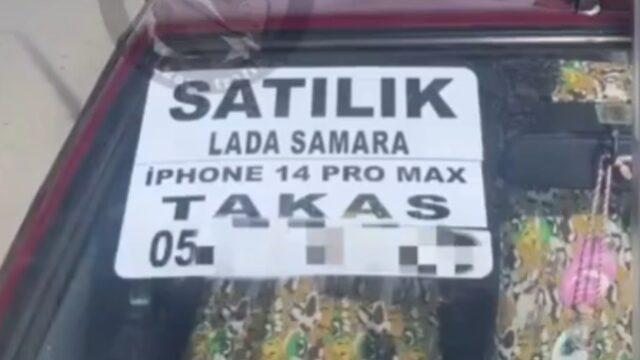 SATILIK
LADA SAMARA
İPHONE 14 PRO MAX
TAKAS
05